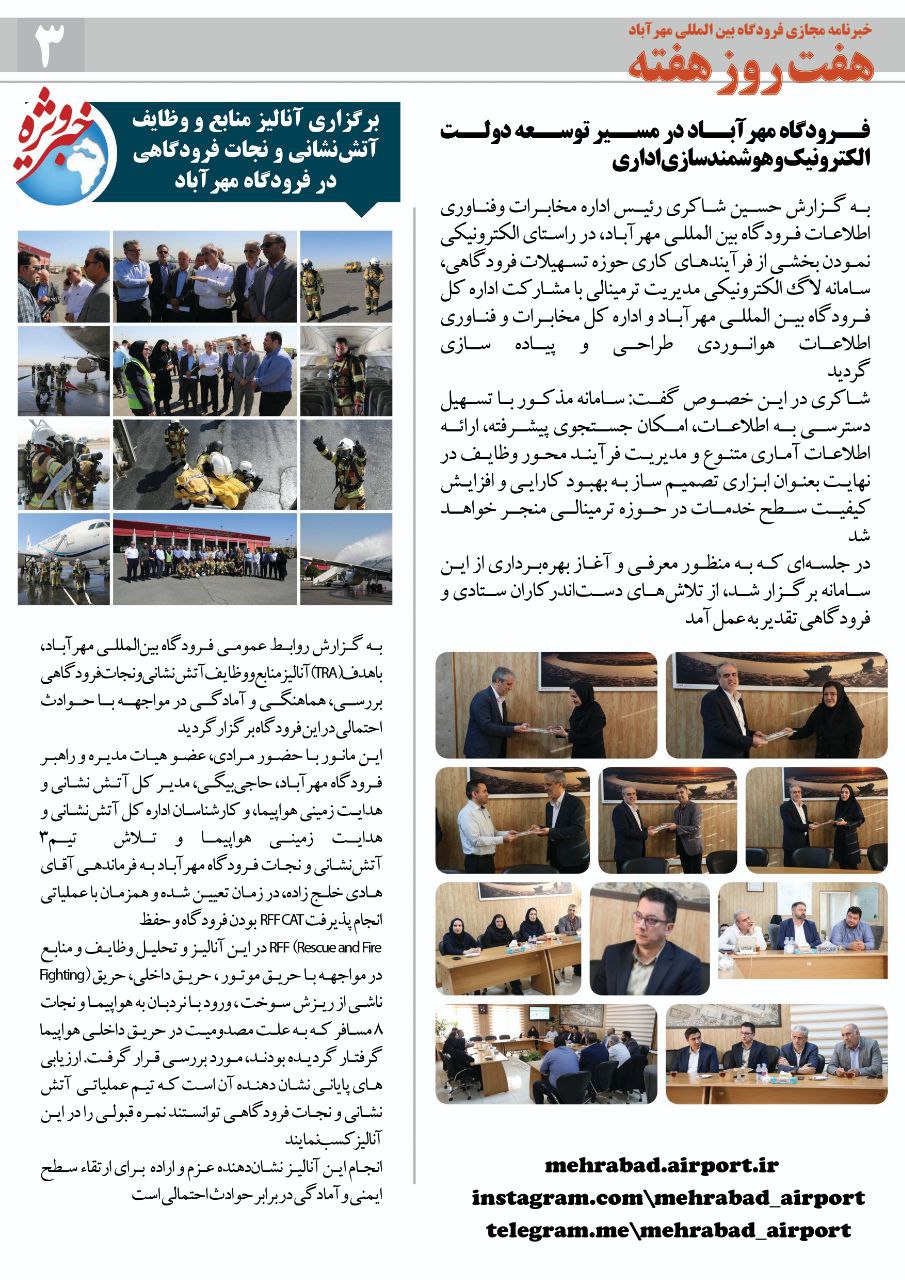 خبرنامه مجازی فرودگاه بین المللی مهرآباد
هفت روز هفته
۳
فرودگاه مهرآباد در مسیر توسعه دولت
الکترونیک و هوشمندسازی اداری
به گزارش حسین شاکری رئیس اداره مخابرات وفناوری
اطلاعات فرودگاه بین المللی مهرآباد، در راستای الکترونیکی
نمودن بخشی از فرآیندهای کاری حوزه تسهیلات فرودگاهی،
سامانه لاگ الکترونیکی مدیریت ترمینالی با مشارکت اداره کل
فرودگاه بین المللی مهرآباد و اداره کل مخابرات و فناوری
اطلاعات هوانوردی طراحی و پیاده سازی
گردید
شاکری در این خصوص گفت: سامانه مذکور با تسهیل
دسترسی به اطلاعات، امکان جستجوی پیشرفته، ارائه
اطلاعات آماری متنوع و مدیریت فرآیند محور وظایف در
نهایت بعنوان ابزاری تصمیم ساز به بهبود کارایی و افزایش
کیفیت سطح خدمات در حوزه ترمینالی منجر خواهد
شد
در جلسه‌ای که به منظور معرفی و آغاز بهره‌برداری از این
سامانه برگزار شد، از تلاش‌های دست‌اندرکاران ستادی و
فرودگاهی تقدیر به عمل آمد
mehrabad.airport.ir
instagram.com\mehrabad_airport
telegram.me\mehrabad_airport
خبر ویژه
برگزاری آنالیز منابع و وظایف
آتش‌نشانی و نجات فرودگاهی
در فرودگاه مهرآباد
به گزارش روابط عمومی فرودگاه بین‌المللی مهرآباد،
باهدف(TRA) آنالیز منابع و وظایف آتش‌نشانی و نجات فرودگاهی
بررسی، هماهنگی و آمادگی در مواجهه با حوادث
احتمالی در این فرودگاه برگزار گردید
این مانور با حضور مرادی، عضو هیات مدیره و راهبر
فرودگاه مهرآباد، حاجی‌بیگی، مدیر کل آتش نشانی و
هدایت زمینی هواپیما، و کارشناسان اداره کل آتش‌نشانی و
هدایت زمینی هواپیما و تلاش تیم۳
آتش‌نشانی و نجات فرودگاه مهرآباد به فرماندهی آقای
هادی خلج زاده، در زمان تعیین شده و همزمان با عملیاتی
انجام پذیرفت RFF CAT بودن فرودگاه و حفظ
RFF (Rescue and Fire در این آنالیز و تحلیل وظایف و منابع
در مواجهه با حریق موتور، حریق داخلی، حریق (Fighting
ناشی از ریزش سوخت، ورود با نردبان به هواپیما و نجات
۸ مسافر که به علت مصدومیت در حریق داخلی هواپیما
گرفتار گردیده بودند، مورد بررسی قرار گرفت. ارزیابی
های پایانی نشان دهنده آن است که تیم عملیاتی آتش
نشانی و نجات فرودگاهی توانستند نمره قبولی را در این
آنالیز کسب نمایند
انجام این آنالیز نشان‌دهنده عزم و اراده برای ارتقاء سطح
ایمنی و آمادگی در برابر حوادث احتمالی است